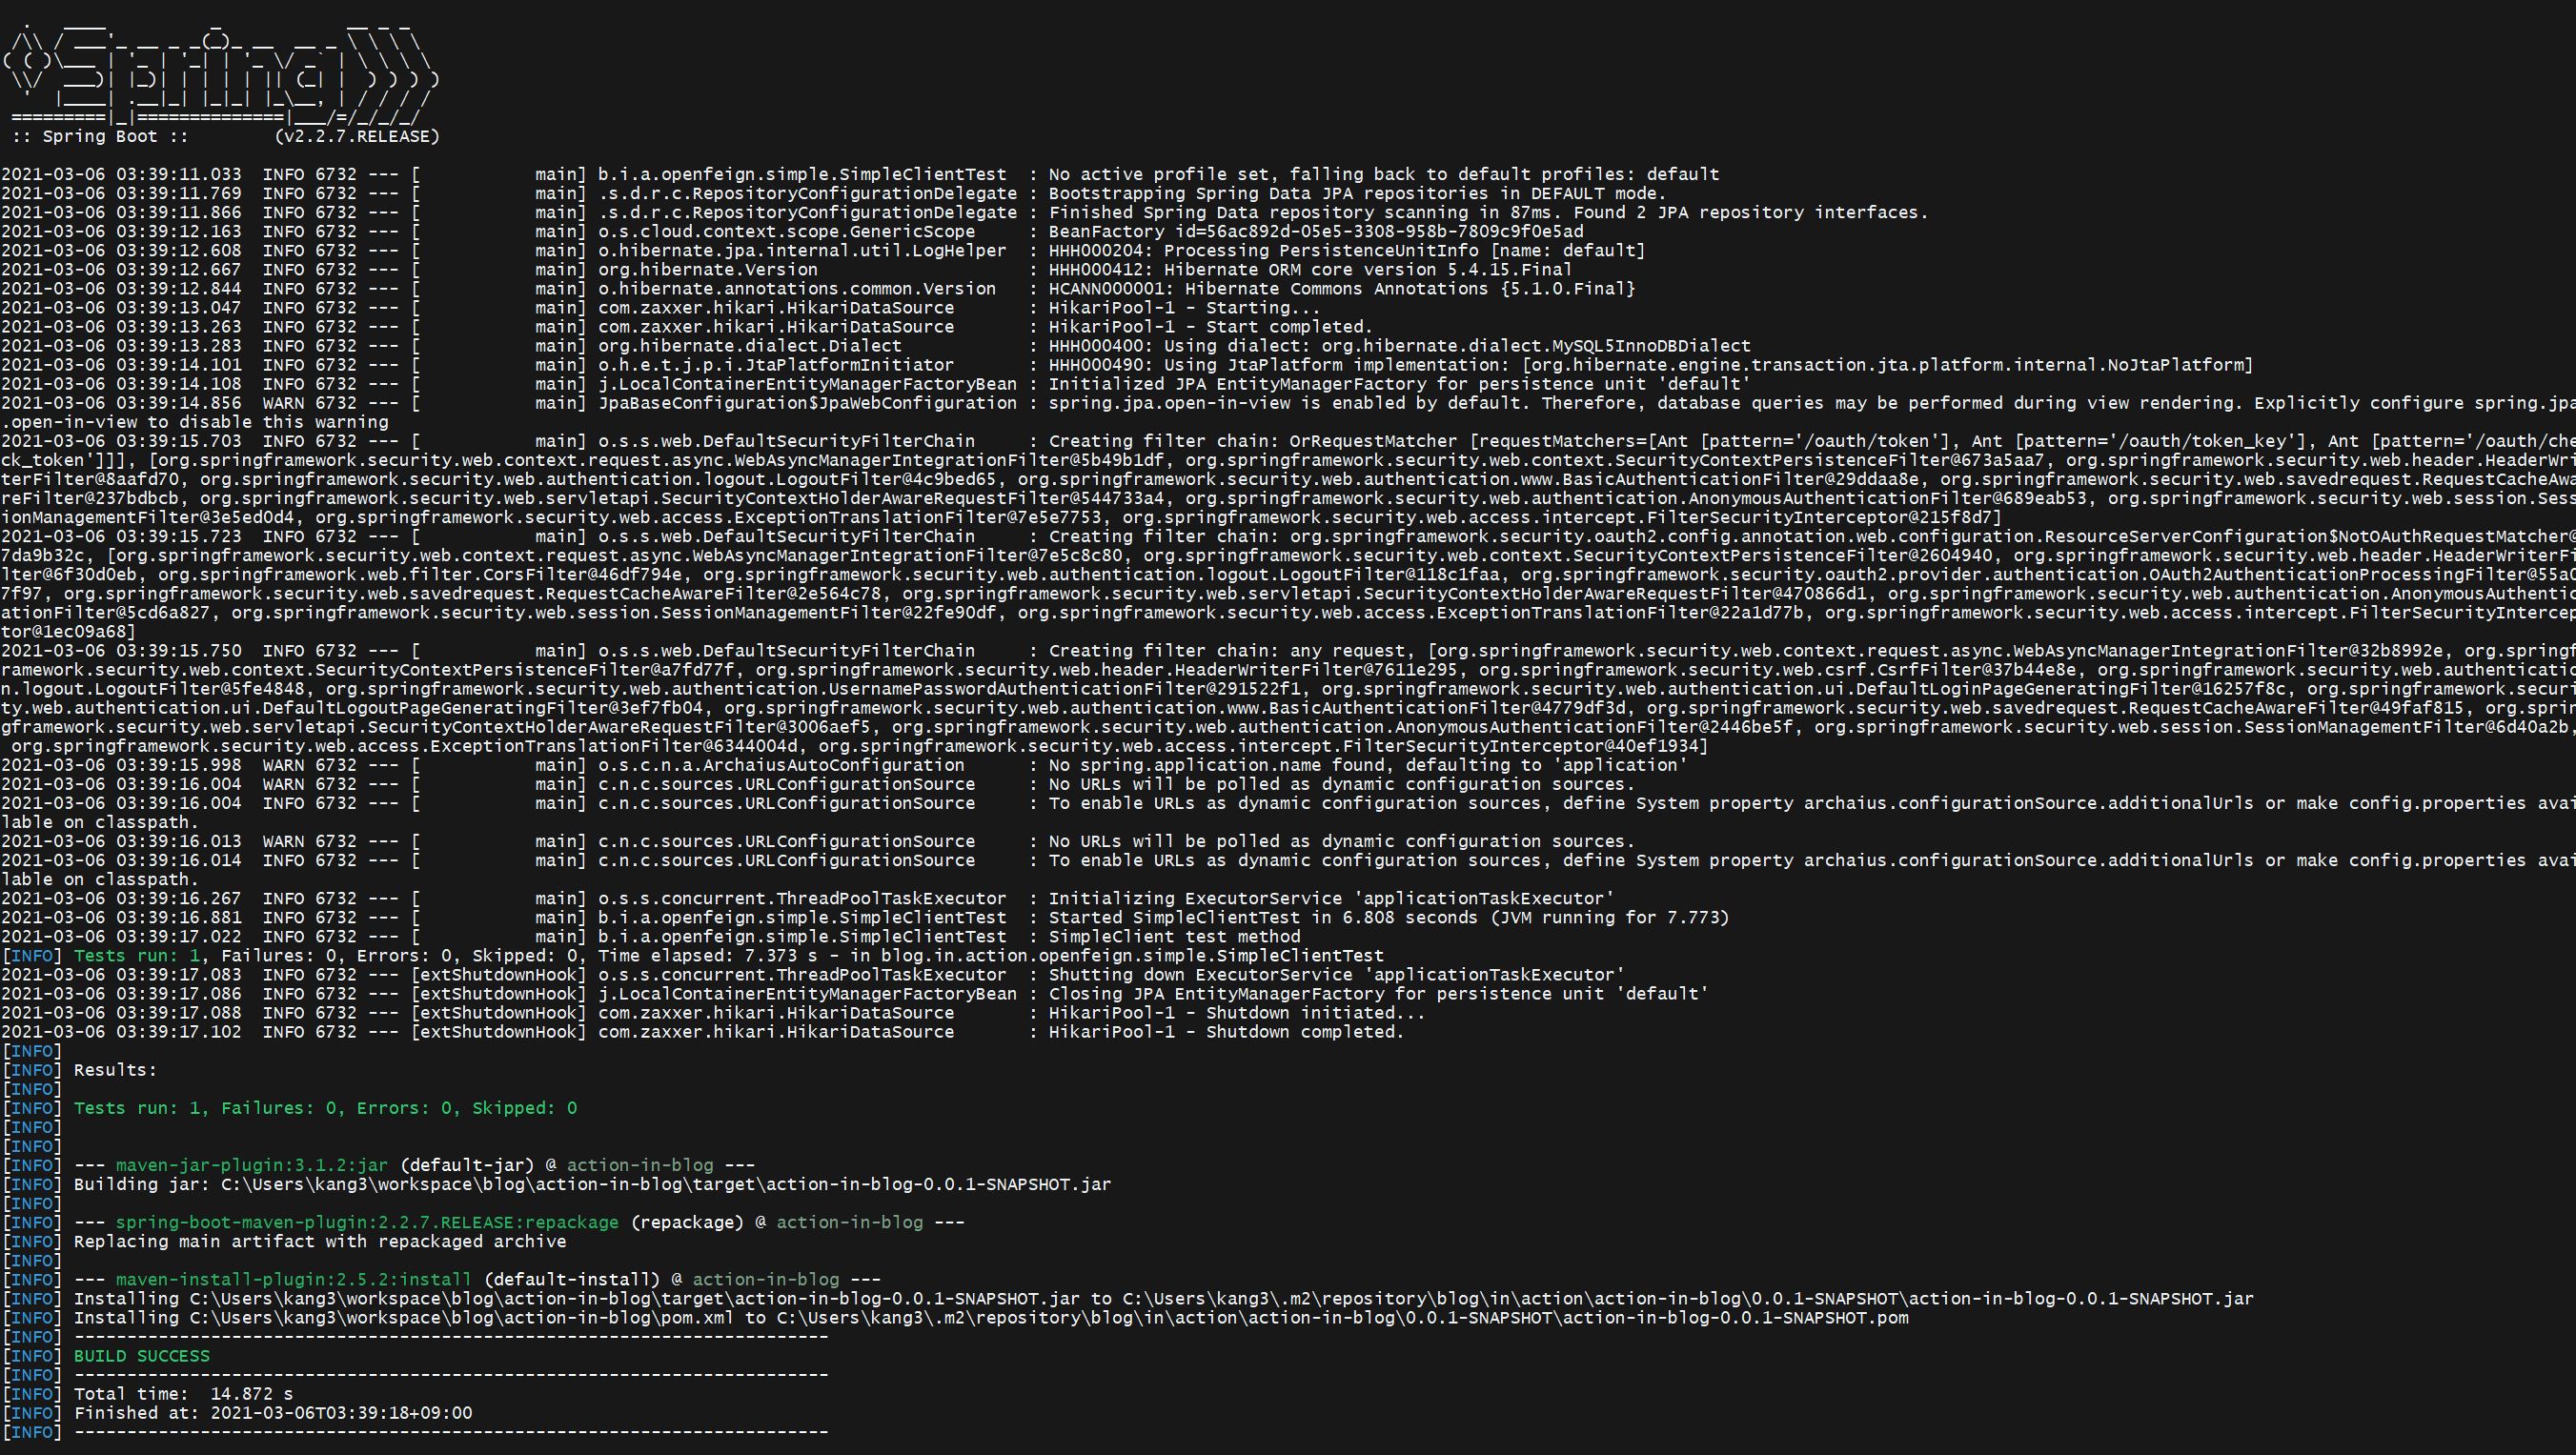 .   ____          _            __ _ _
 /\\ / ___'_ __ _ _(_)_ __  __ _ \ \ \ \
( ( )\___ | '_ | '_| | '_ \/ _` | \ \ \ \
 \\/  ___)| |_)| | | | | || (_| |  ) ) ) )
  '  |____| .__|_| |_|_| |_\__, | / / / /
 =========|_|==============|___/=/_/_/_/
 :: Spring Boot ::        (v2.2.7.RELEASE)
2021-03-06 03:39:11.033  INFO 6732 --- [           main] b.i.a.openfeign.simple.SimpleClientTest  : No active profile set, falling back to default profiles: default
2021-03-06 03:39:11.769  INFO 6732 --- [           main] .s.d.r.c.RepositoryConfigurationDelegate : Bootstrapping Spring Data JPA repositories in DEFAULT mode.
2021-03-06 03:39:11.866  INFO 6732 --- [           main] .s.d.r.c.RepositoryConfigurationDelegate : Finished Spring Data repository scanning in 87ms. Found 2 JPA repository interfaces.
2021-03-06 03:39:12.163  INFO 6732 --- [           main] o.s.cloud.context.scope.GenericScope     : BeanFactory id=56ac892d-05e5-3308-958b-7809c9f0e5ad
2021-03-06 03:39:12.608  INFO 6732 --- [           main] o.hibernate.jpa.internal.util.LogHelper  : HHH000204: Processing PersistenceUnitInfo [name: default]
2021-03-06 03:39:12.667  INFO 6732 --- [           main] org.hibernate.Version                    : HHH000412: Hibernate ORM core version 5.4.15.Final
2021-03-06 03:39:12.844  INFO 6732 --- [           main] o.hibernate.annotations.common.Version   : HCANN000001: Hibernate Commons Annotations {5.1.0.Final}
2021-03-06 03:39:13.047  INFO 6732 --- [           main] com.zaxxer.hikari.HikariDataSource       : HikariPool-1 - Starting...
2021-03-06 03:39:13.263  INFO 6732 --- [           main] com.zaxxer.hikari.HikariDataSource       : HikariPool-1 - Start completed.
2021-03-06 03:39:13.283  INFO 6732 --- [           main] org.hibernate.dialect.Dialect            : HHH000400: Using dialect: org.hibernate.dialect.MySQL5InnoDBDialect
2021-03-06 03:39:14.101  INFO 6732 --- [           main] o.h.e.t.j.p.i.JtaPlatformInitiator       : HHH000490: Using JtaPlatform implementation: [org.hibernate.engine.transaction.jta.platform.internal.NoJtaPlatform]
2021-03-06 03:39:14.108  INFO 6732 --- [           main] j.LocalContainerEntityManagerFactoryBean : Initialized JPA EntityManagerFactory for persistence unit 'default'
2021-03-06 03:39:14.856  WARN 6732 --- [           main] JpaBaseConfiguration$JpaWebConfiguration : spring.jpa.open-in-view is enabled by default. Therefore, database queries may be performed during view rendering. Explicitly configure spring.jpa
.open-in-view to disable this warning
2021-03-06 03:39:15.703  INFO 6732 --- [           main] o.s.s.web.DefaultSecurityFilterChain     : Creating filter chain: OrRequestMatcher [requestMatchers=[Ant [pattern='/oauth/token'], Ant [pattern='/oauth/token_key'], Ant [pattern='/oauth/che
ck_token']]], [org.springframework.security.web.context.request.async.WebAsyncManagerIntegrationFilter@5b49b1df, org.springframework.security.web.context.SecurityContextPersistenceFilter@673a5aa7, org.springframework.security.web.header.HeaderWri
terFilter@8aafd70, org.springframework.security.web.authentication.logout.LogoutFilter@4c9bed65, org.springframework.security.web.authentication.www.BasicAuthenticationFilter@29ddaa8e, org.springframework.security.web.savedrequest.RequestCacheAwa
reFilter@237bdbcb, org.springframework.security.web.servletapi.SecurityContextHolderAwareRequestFilter@544733a4, org.springframework.security.web.authentication.AnonymousAuthenticationFilter@689eab53, org.springframework.security.web.session.Sess
ionManagementFilter@3e5ed0d4, org.springframework.security.web.access.ExceptionTranslationFilter@7e5e7753, org.springframework.security.web.access.intercept.FilterSecurityInterceptor@215f8d7]
2021-03-06 03:39:15.723  INFO 6732 --- [           main] o.s.s.web.DefaultSecurityFilterChain     : Creating filter chain: org.springframework.security.oauth2.config.annotation.web.configuration.ResourceServerConfiguration$NotOAuthRequestMatcher@
7da9b32c, [org.springframework.security.web.context.request.async.WebAsyncManagerIntegrationFilter@7e5c8c80, org.springframework.security.web.context.SecurityContextPersistenceFilter@2604940, org.springframework.security.web.header.HeaderWriterFi
lter@6f30d0eb, org.springframework.web.filter.CorsFilter@46df794e, org.springframework.security.web.authentication.logout.LogoutFilter@118c1faa, org.springframework.security.oauth2.provider.authentication.OAuth2AuthenticationProcessingFilter@55a0
7f97, org.springframework.security.web.savedrequest.RequestCacheAwareFilter@2e564c78, org.springframework.security.web.servletapi.SecurityContextHolderAwareRequestFilter@470866d1, org.springframework.security.web.authentication.AnonymousAuthentic
ationFilter@5cd6a827, org.springframework.security.web.session.SessionManagementFilter@22fe90df, org.springframework.security.web.access.ExceptionTranslationFilter@22a1d77b, org.springframework.security.web.access.intercept.FilterSecurityIntercep
tor@1ec09a68]
2021-03-06 03:39:15.750  INFO 6732 --- [           main] o.s.s.web.DefaultSecurityFilterChain     : Creating filter chain: any request, [org.springframework.security.web.context.request.async.WebAsyncManagerIntegrationFilter@32b8992e, org.springf
ramework.security.web.context.SecurityContextPersistenceFilter@a7fd77f, org.springframework.security.web.header.HeaderWriterFilter@7611e295, org.springframework.security.web.csrf.CsrfFilter@37b44e8e, org.springframework.security.web.authenticatio
n.logout.LogoutFilter@5fe4848, org.springframework.security.web.authentication.UsernamePasswordAuthenticationFilter@291522f1, org.springframework.security.web.authentication.ui.DefaultLoginPageGeneratingFilter@16257f8c, org.springframework.securi
ty.web.authentication.ui.DefaultLogoutPageGeneratingFilter@3ef7fb04, org.springframework.security.web.authentication.www.BasicAuthenticationFilter@4779df3d, org.springframework.security.web.savedrequest.RequestCacheAwareFilter@49faf815, org.sprin
gframework.security.web.servletapi.SecurityContextHolderAwareRequestFilter@3006aef5, org.springframework.security.web.authentication.AnonymousAuthenticationFilter@2446be5f, org.springframework.security.web.session.SessionManagementFilter@6d40a2b,
 org.springframework.security.web.access.ExceptionTranslationFilter@6344004d, org.springframework.security.web.access.intercept.FilterSecurityInterceptor@40ef1934]
2021-03-06 03:39:15.998  WARN 6732 --- [           main] o.s.c.n.a.ArchaiusAutoConfiguration      : No spring.application.name found, defaulting to 'application'
2021-03-06 03:39:16.004  WARN 6732 --- [           main] c.n.c.sources.URLConfigurationSource     : No URLs will be polled as dynamic configuration sources.
2021-03-06 03:39:16.004  INFO 6732 --- [           main] c.n.c.sources.URLConfigurationSource     : To enable URLs as dynamic configuration sources, define System property archaius.configurationSource.additionalUrls or make config.properties avai
lable on classpath.
2021-03-06 03:39:16.013  WARN 6732 --- [           main] c.n.c.sources.URLConfigurationSource     : No URLs will be polled as dynamic configuration sources.
2021-03-06 03:39:16.014  INFO 6732 --- [           main] c.n.c.sources.URLConfigurationSource     : To enable URLs as dynamic configuration sources, define System property archaius.configurationSource.additionalUrls or make config.properties avai
lable on classpath.
2021-03-06 03:39:16.267  INFO 6732 --- [           main] o.s.s.concurrent.ThreadPoolTaskExecutor  : Initializing ExecutorService 'applicationTaskExecutor'
2021-03-06 03:39:16.881  INFO 6732 --- [           main] b.i.a.openfeign.simple.SimpleClientTest  : Started SimpleClientTest in 6.808 seconds (JVM running for 7.773)
2021-03-06 03:39:17.022  INFO 6732 --- [           main] b.i.a.openfeign.simple.SimpleClientTest  : SimpleClient test method
[INFO] Tests run: 1, Failures: 0, Errors: 0, Skipped: 0, Time elapsed: 7.373 s - in blog.in.action.openfeign.simple.SimpleClientTest
2021-03-06 03:39:17.083  INFO 6732 --- [extShutdownHook] o.s.s.concurrent.ThreadPoolTaskExecutor  : Shutting down ExecutorService 'applicationTaskExecutor'
2021-03-06 03:39:17.086  INFO 6732 --- [extShutdownHook] j.LocalContainerEntityManagerFactoryBean : Closing JPA EntityManagerFactory for persistence unit 'default'
2021-03-06 03:39:17.088  INFO 6732 --- [extShutdownHook] com.zaxxer.hikari.HikariDataSource       : HikariPool-1 - Shutdown initiated...
2021-03-06 03:39:17.102  INFO 6732 --- [extShutdownHook] com.zaxxer.hikari.HikariDataSource       : HikariPool-1 - Shutdown completed.
[INFO]
[INFO] Results:
[INFO]
[INFO] Tests run: 1, Failures: 0, Errors: 0, Skipped: 0
[INFO]
[INFO]
[INFO] --- maven-jar-plugin:3.1.2:jar (default-jar) @ action-in-blog ---
[INFO] Building jar: C:\Users\kang3\workspace\blog\action-in-blog\target\action-in-blog-0.0.1-SNAPSHOT.jar
[INFO]
[INFO] --- spring-boot-maven-plugin:2.2.7.RELEASE:repackage (repackage) @ action-in-blog ---
[INFO] Replacing main artifact with repackaged archive
[INFO]
[INFO] --- maven-install-plugin:2.5.2:install (default-install) @ action-in-blog ---
[INFO] Installing C:\Users\kang3\workspace\blog\action-in-blog\target\action-in-blog-0.0.1-SNAPSHOT.jar to C:\Users\kang3\.m2\repository\blog\in\action\action-in-blog\0.0.1-SNAPSHOT\action-in-blog-0.0.1-SNAPSHOT.jar
[INFO] Installing C:\Users\kang3\workspace\blog\action-in-blog\pom.xml to C:\Users\kang3\.m2\repository\blog\in\action\action-in-blog\0.0.1-SNAPSHOT\action-in-blog-0.0.1-SNAPSHOT.pom
[INFO] ------------------------------------------------------------------------
[INFO] BUILD SUCCESS
[INFO] ------------------------------------------------------------------------
[INFO] Total time:  14.872 s
[INFO] Finished at: 2021-03-06T03:39:18+09:00
[INFO] ------------------------------------------------------------------------